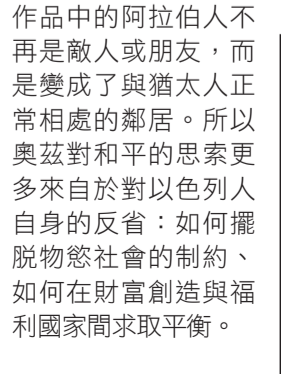 作品中的阿拉伯人不
再是敵人或朋友，而
是變成了與猶太人正
常相處的鄰居。所以
奧茲對和平的思索更
多來自於對以色列人
自身的反省：如何擺
脫物慾社會的制約、
如何在財富創造與福
利國家間求取平衡。